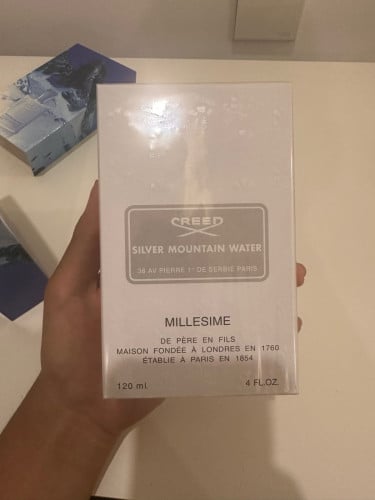 CREED
SILVER MOUNTAIN WATER
38 AV PIERRE 1ᵉʳ DE SERBIE PARIS
MILLESIME
DE PÈRE EN FILS
MAISON FONDÉE À LONDRES EN 1760
ÉTABLIE À PARIS EN 1854
120 ml. 4 FL.OZ.